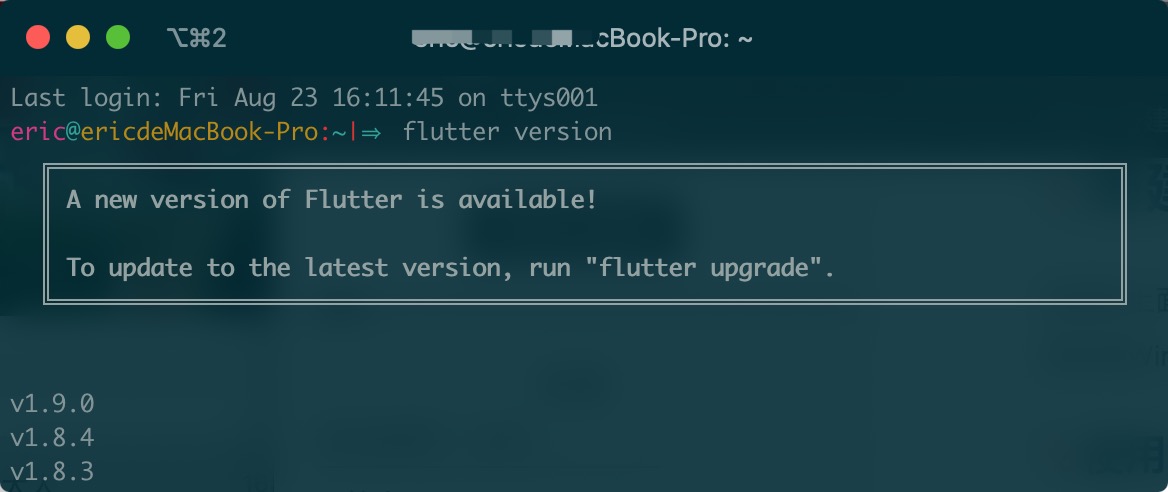 ⌥⌘2
cBook-Pro: ~
Last login: Fri Aug 23 16:11:45 on ttys001
eric@ericdeMacBook-Pro:~|⇒ flutter version
A new version of Flutter is available!
To update to the latest version, run "flutter upgrade".
v1.9.0
v1.8.4
v1.8.3